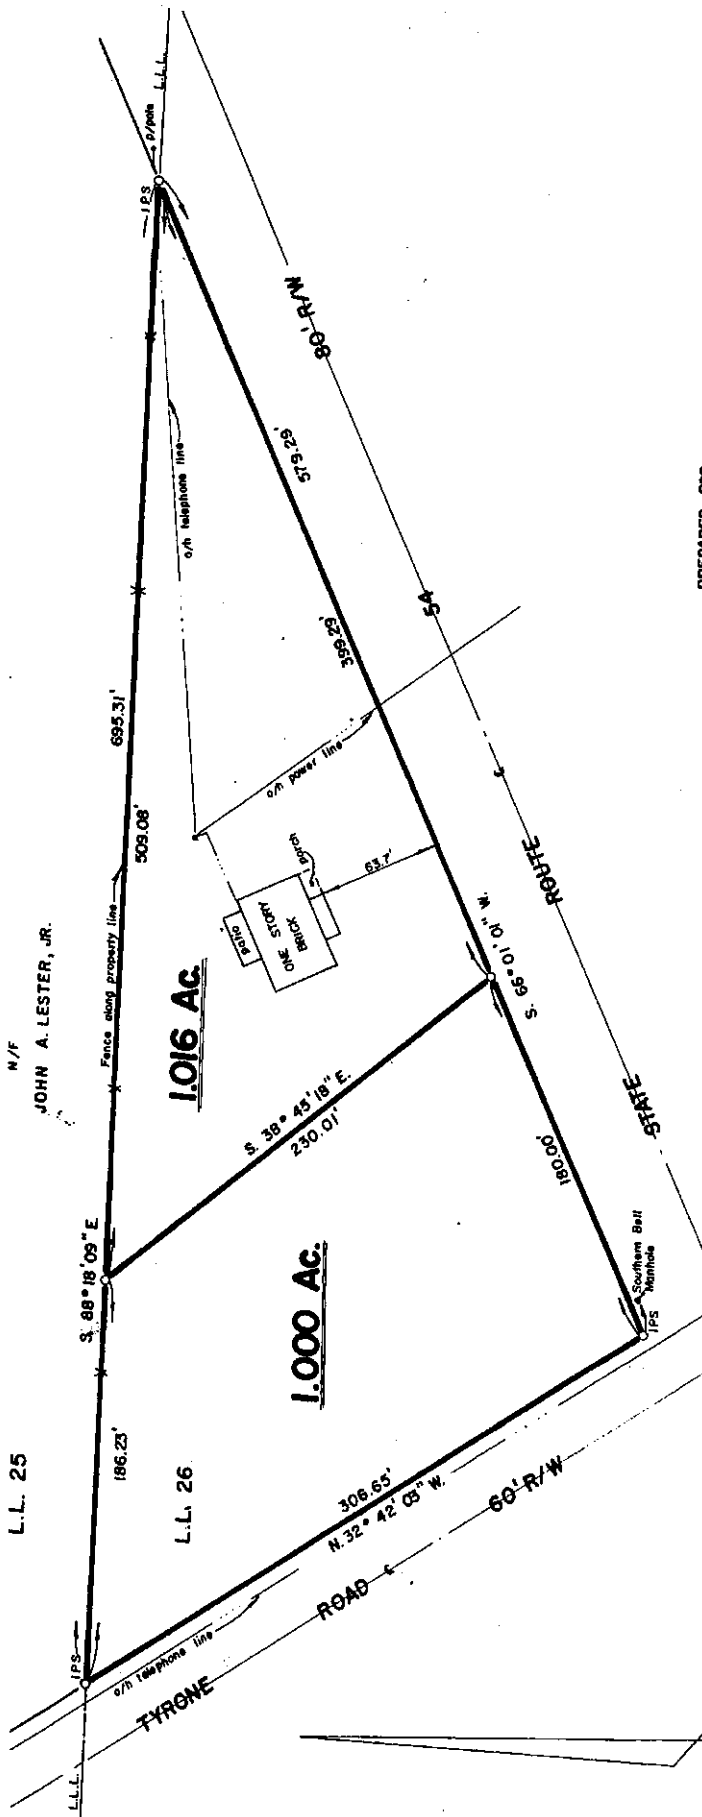 L.L. 25
N/F
JOHN A. LESTER, JR.
L.L.L.
IPS
186.23'
S. 88° 18' 09" E.
Fence along property line
509.08'
695.31'
IPS
p/pole
L.L.L.
L.L. 26
1.000 Ac.
1.016 Ac.
S. 38° 45' 18" E.
230.01'
patio
ONE STORY
BRICK
porch
63.7'
o/h power line
o/h telephone line
o/h telephone line
306.65'
N. 32° 42' 03" W.
TYRONE
ROAD
℄
60' R/W
IPS
Southern Bell
Manhole
180.00'
S. 66° 01' 01" W.
399.29'
579.29'
STATE
ROUTE
℄
54
80' R/W